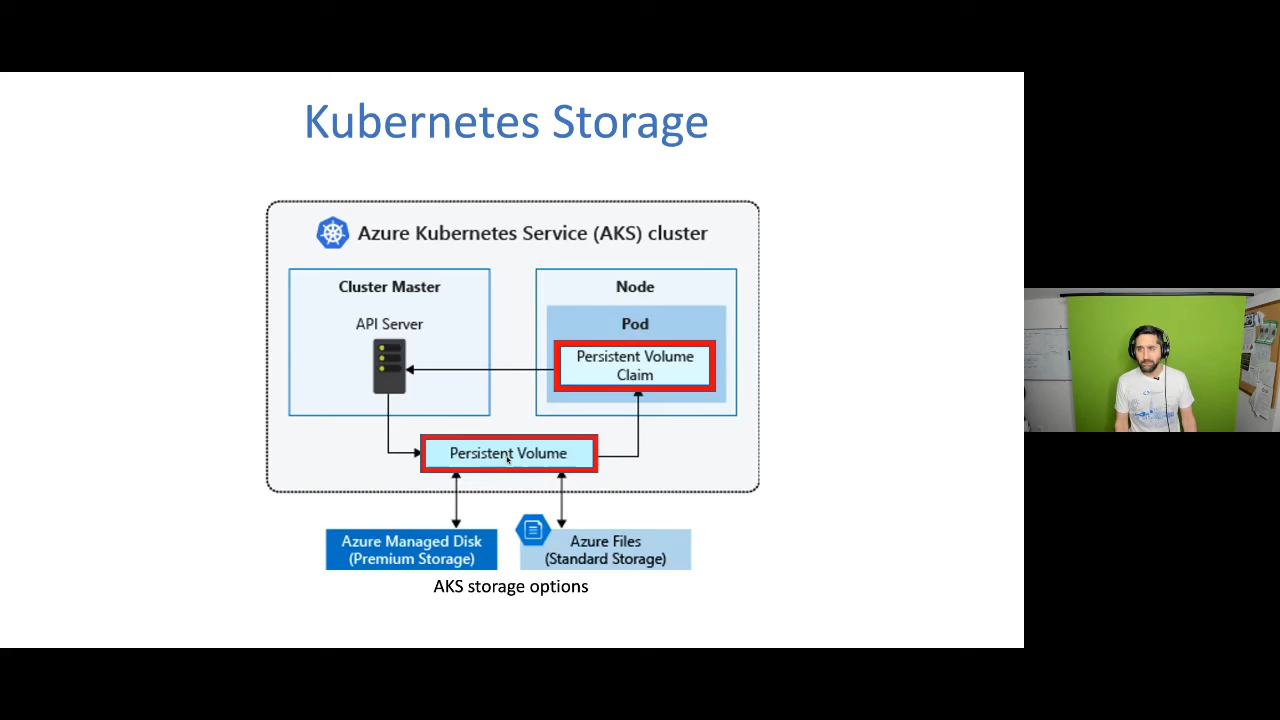 Kubernetes Storage
Azure Kubernetes Service (AKS) cluster
Cluster Master
API Server
Node
Pod
Persistent Volume
Claim
Persistent Volume
Azure Managed Disk
(Premium Storage)
Azure Files
(Standard Storage)
AKS storage options